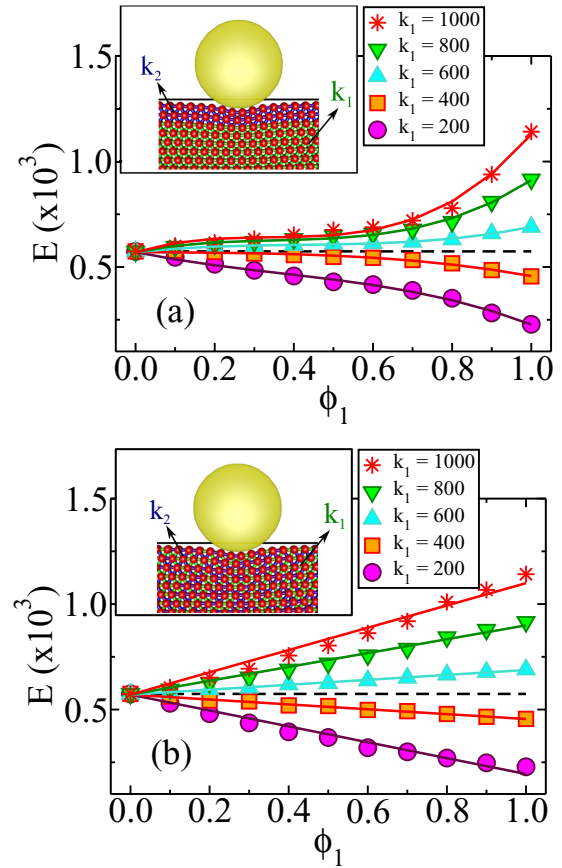 k₁ = 1000
k₁ = 800
k₁ = 600
k₁ = 400
k₁ = 200
k₂
k₁
1.5
1.0
0.5
E (x10³)
(a)
0.0 0.2 0.4 0.6 0.8 1.0
ϕ₁
k₁ = 1000
k₁ = 800
k₁ = 600
k₁ = 400
k₁ = 200
k₂
k₁
1.5
1.0
0.5
E (x10³)
(b)
0.0 0.2 0.4 0.6 0.8 1.0
ϕ₁